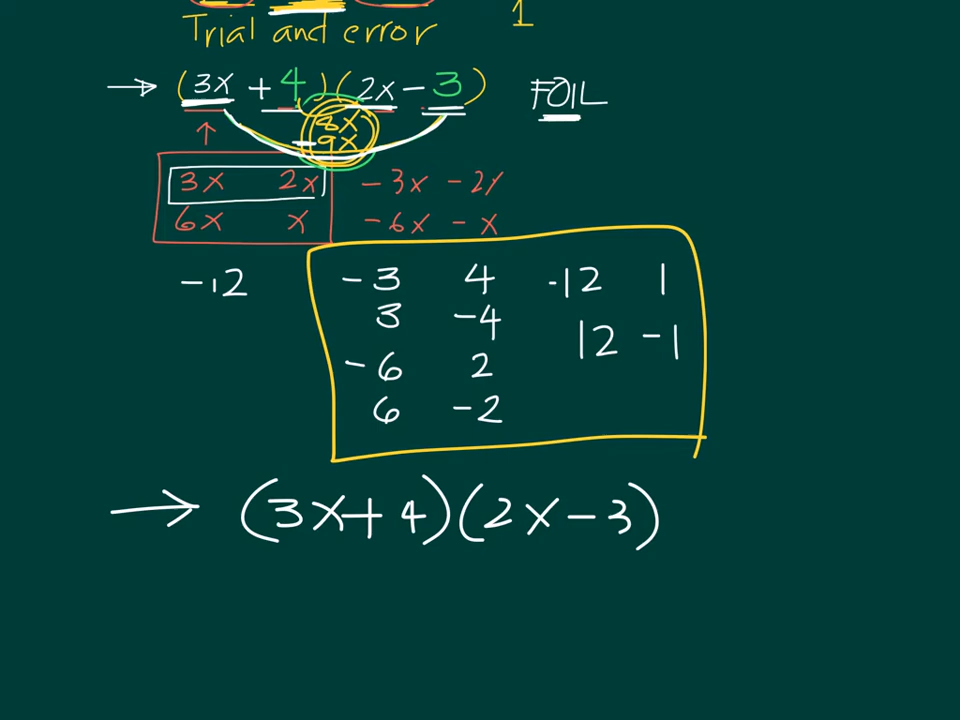 1
Trial and error
→ (3x + 4)(2x - 3) FOIL
8x
- 9x
3x 2x - 3x - 2x
6x x - 6x - x
-12 - 3 4 -12 1
3 -4 12 -1
- 6 2
6 -2
→ (3x + 4)(2x - 3)